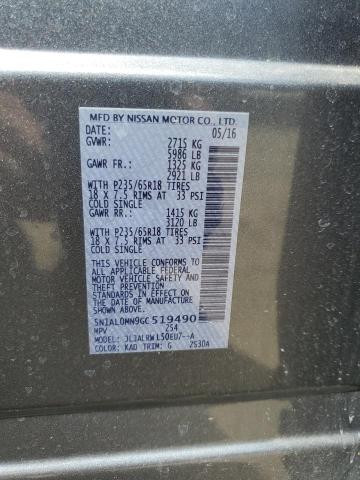 MFD BY NISSAN MOTOR CO., LTD.
DATE: 05/16
GVWR: 2715 KG
5986 LB
GAWR FR.: 1325 KG
2921 LB
WITH P235/65R18 TIRES
18 X 7.5 RIMS AT 33 PSI
COLD SINGLE
GAWR RR.: 1415 KG
3120 LB
WITH P235/65R18 TIRES
18 X 7.5 RIMS AT 33 PSI
COLD SINGLE
THIS VEHICLE CONFORMS TO ALL
APPLICABLE FEDERAL MOTOR VEHICLE
SAFETY AND THEFT PREVENTION
STANDARDS IN EFFECT ON THE DATE OF
MANUFACTURE SHOWN ABOVE.
5N1AL0MN9GC519490
MPV 254
MODEL: JLJALRWL50EU7--A
COLOR: KAD TRIM: G 2530A